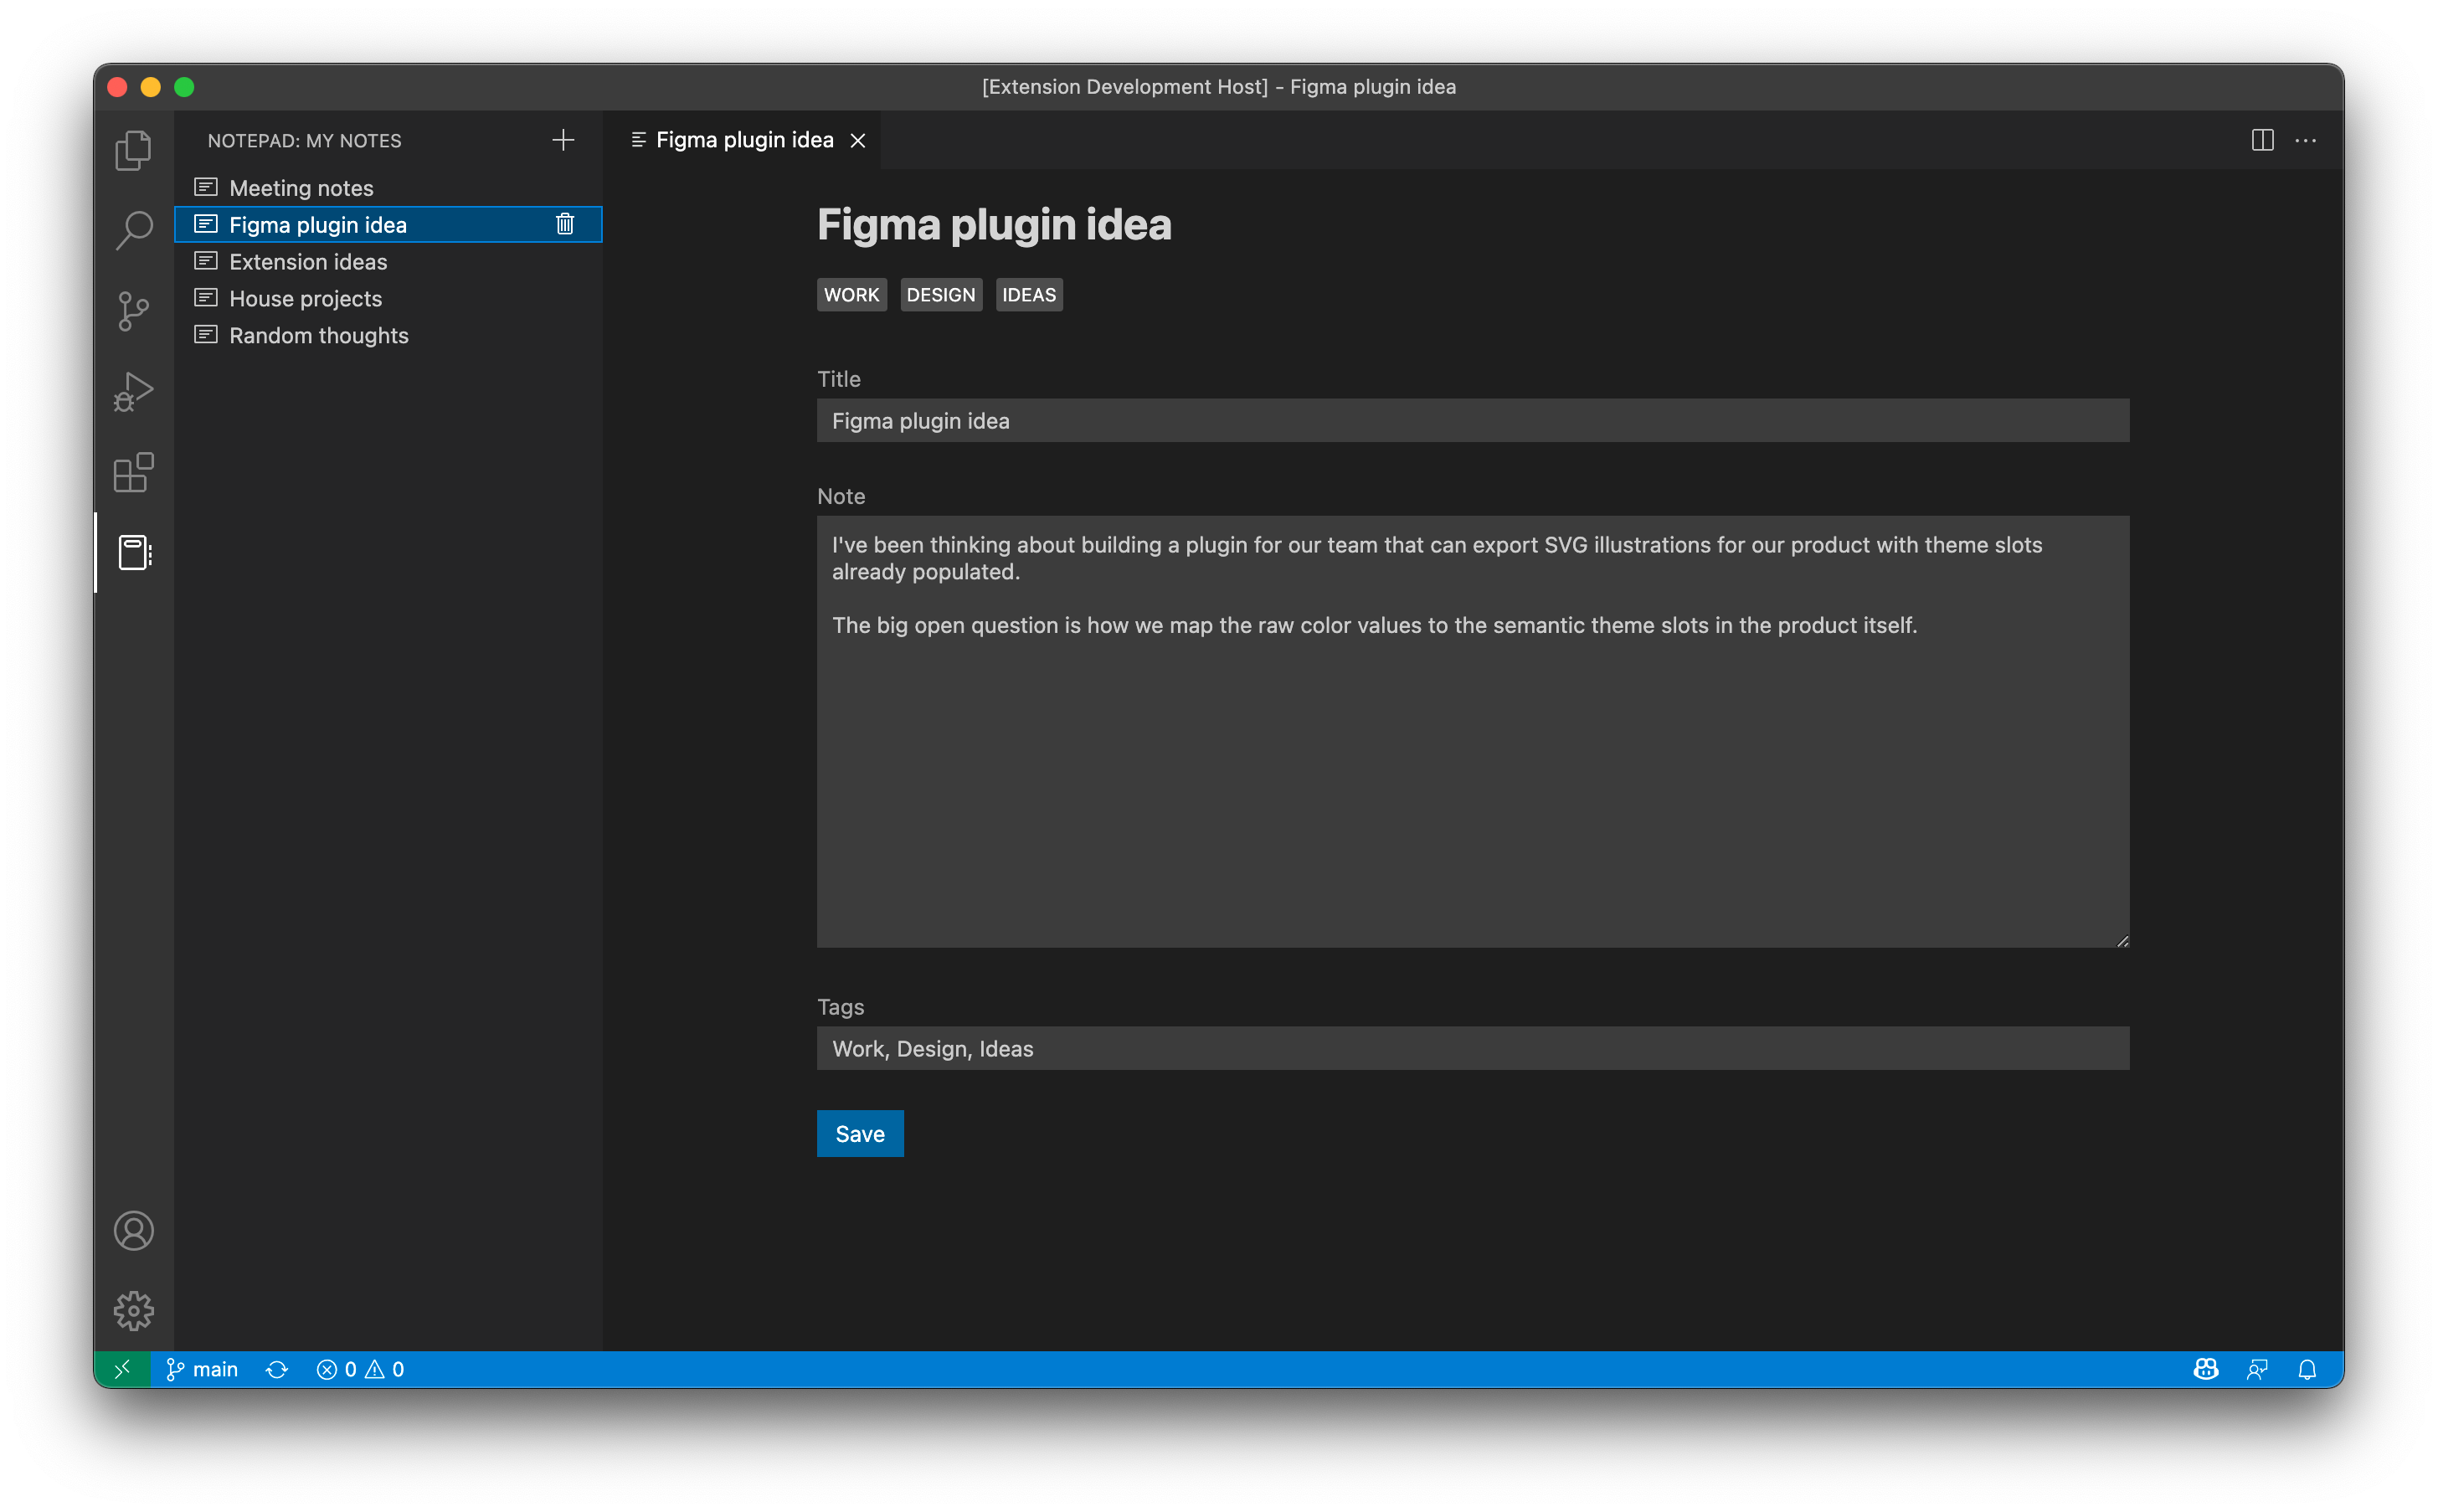 [Extension Development Host] - Figma plugin idea
NOTEPAD: MY NOTES
Meeting notes
Figma plugin idea
Extension ideas
House projects
Random thoughts
Figma plugin idea
Figma plugin idea
WORK DESIGN IDEAS
Title
Figma plugin idea
Note
I've been thinking about building a plugin for our team that can export SVG illustrations for our product with theme slots
already populated.
The big open question is how we map the raw color values to the semantic theme slots in the product itself.
Tags
Work, Design, Ideas
Save
main 0 0